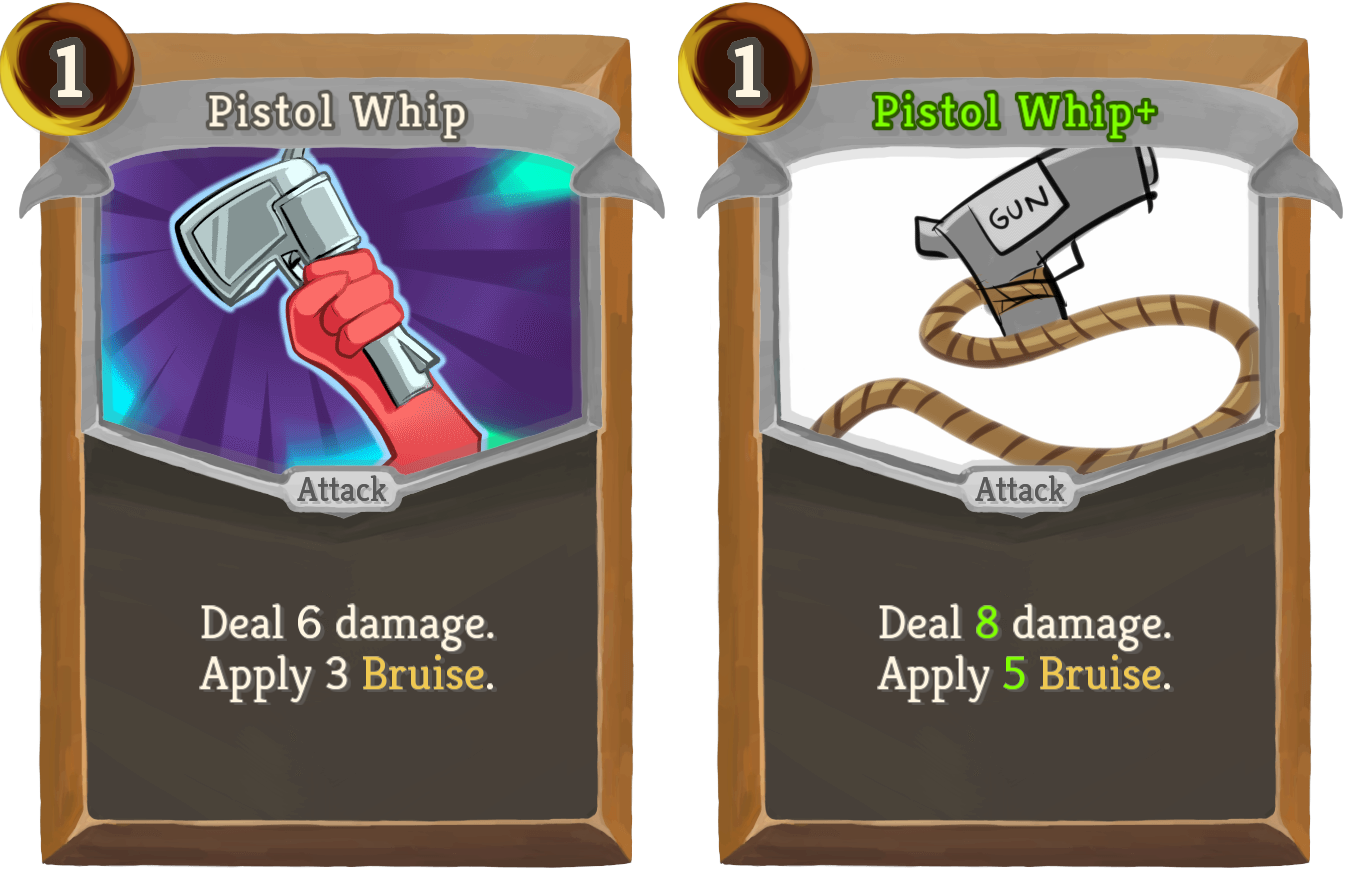 1
Pistol Whip
Attack
Deal 6 damage.
Apply 3 Bruise.
1
Pistol Whip+
GUN
Attack
Deal 8 damage.
Apply 5 Bruise.